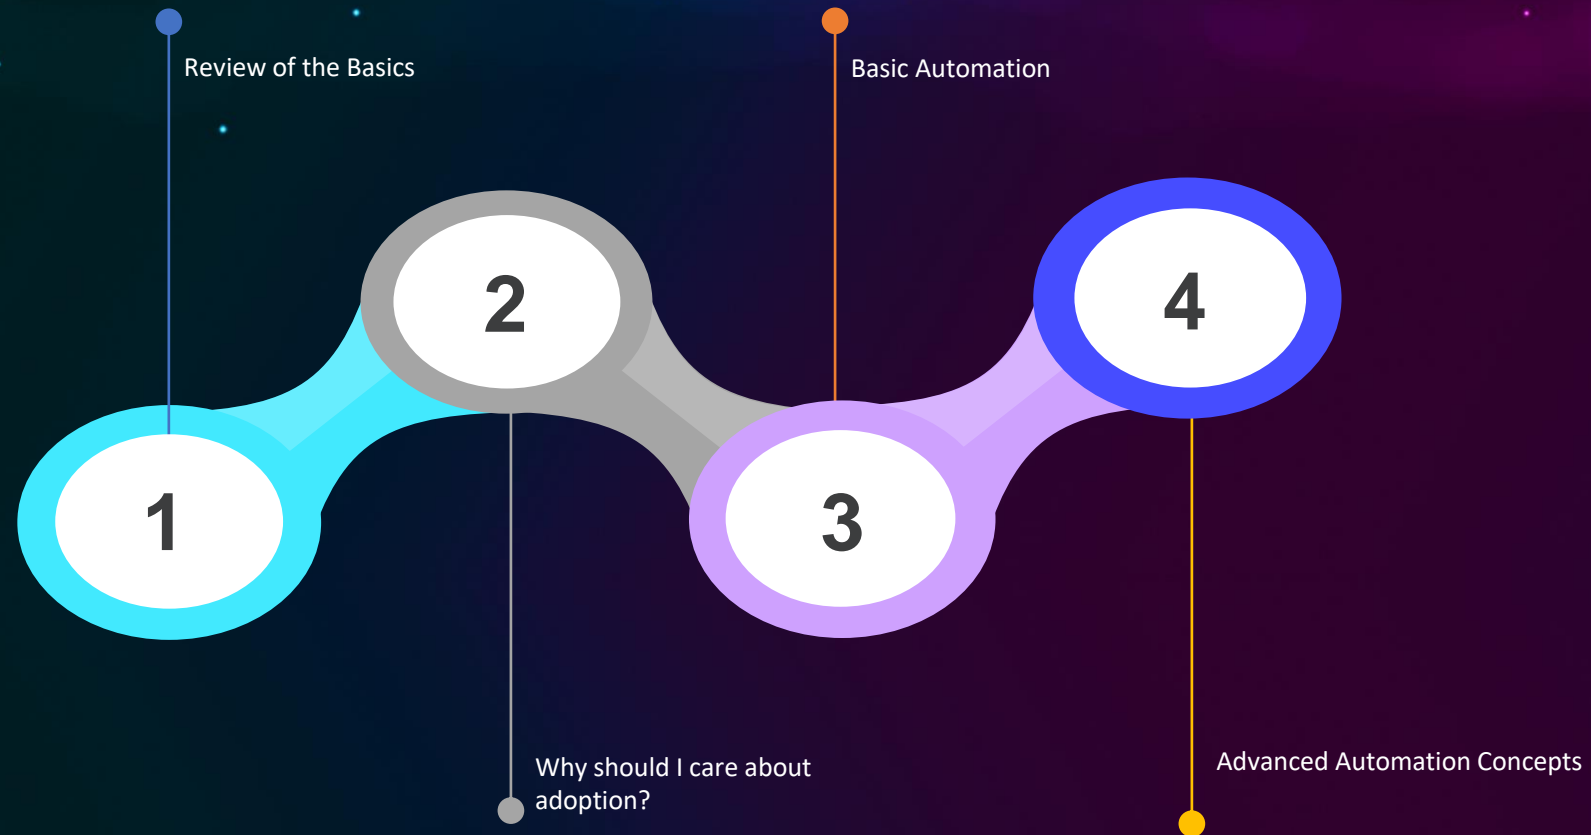 Review of the Basics
Basic Automation
2
4
1
3
Why should I care about
adoption?
Advanced Automation Concepts